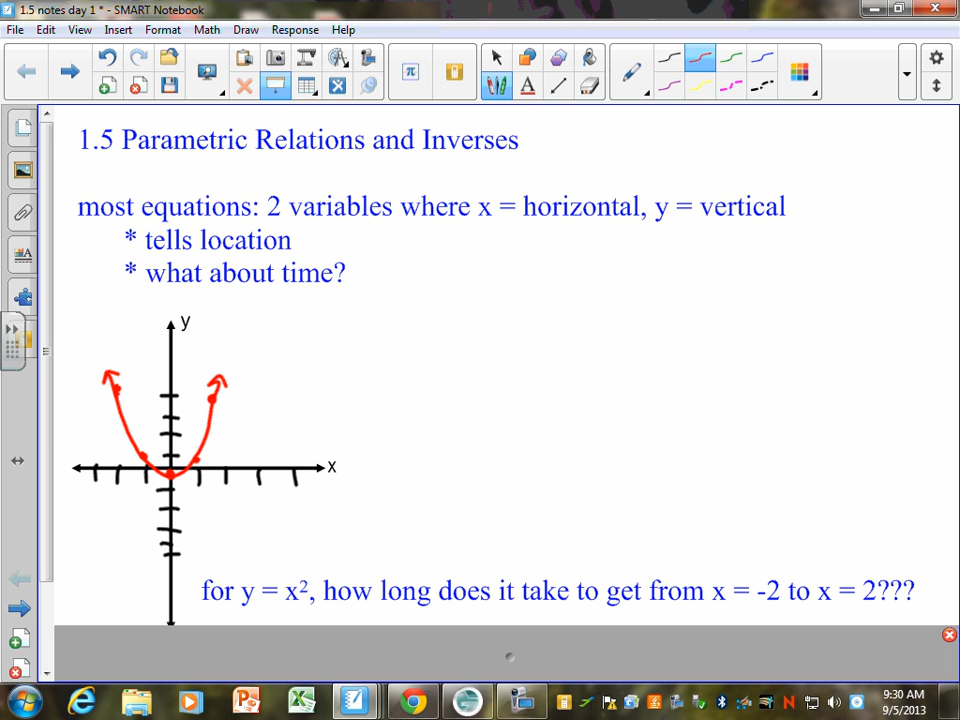 1.5 notes day 1 * - SMART Notebook
File Edit View Insert Format Math Draw Response Help
1.5 Parametric Relations and Inverses
most equations: 2 variables where x = horizontal, y = vertical
* tells location
* what about time?
y
x
for y = x², how long does it take to get from x = -2 to x = 2???
9:30 AM
9/5/2013